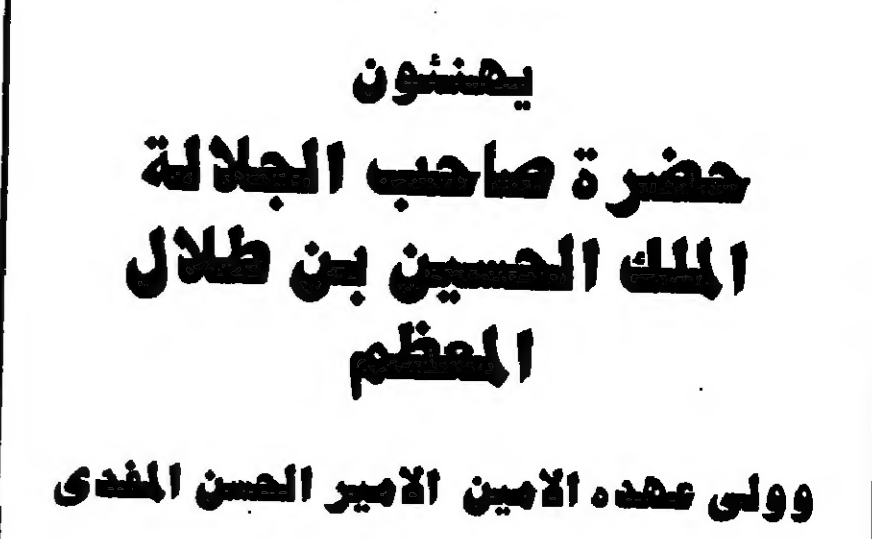 يهنئون
حضرة صاحب الجلالة
الملك الحسين بن طلال
المعظم
وولى عهده الامين الامير الحسن المفدى